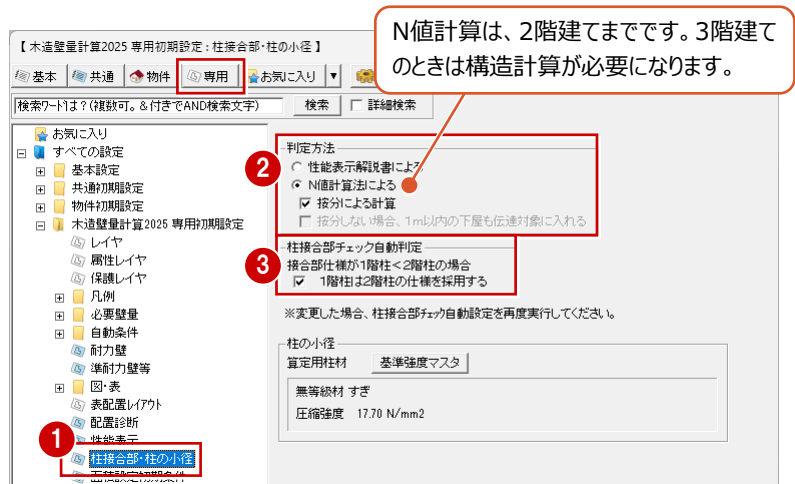 N値計算は、2階建てまでです。3階建て
のときは構造計算が必要になります。
【 木造壁量計算2025 専用初期設定 : 柱接合部・柱の小径 】
基本 共通 物件 専用 お気に入り
検索ワードは？(複数可。&付きでAND検索文字) 検索 詳細検索
お気に入り
すべての設定
基本設定
共通初期設定
物件初期設定
木造壁量計算2025 専用初期設定
レイヤ
属性レイヤ
保護レイヤ
凡例
必要壁量
自動条件
耐力壁
準耐力壁等
図・表
表配置レイアウト
配置診断
性能表示
1
柱接合部・柱の小径
面積設定初期条件
2
判定方法
性能表示解説書による
N値計算法による
按分による計算
按分しない場合、1m以内の下屋も伝達対象に入れる
3
柱接合部チェック自動判定
接合部仕様が1階柱＜2階柱の場合
1階柱は2階柱の仕様を採用する
※変更した場合、柱接合部チェック自動設定を再度実行してください。
柱の小径
算定用柱材 基準強度マスタ
無等級材 すぎ
圧縮強度 17.70 N/mm2